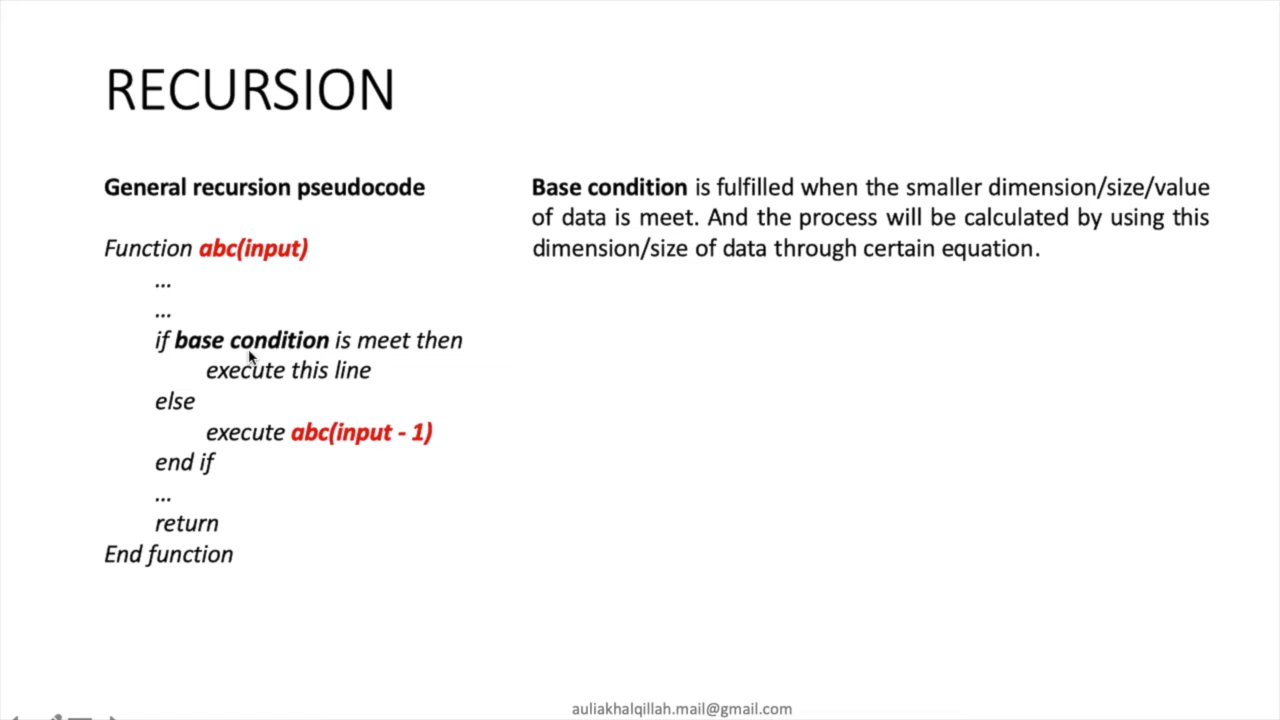 RECURSION
General recursion pseudocode
Function abc(input)
...
...
if base condition is meet then
execute this line
else
execute abc(input - 1)
end if
...
return
End function
Base condition is fulfilled when the smaller dimension/size/value
of data is meet. And the process will be calculated by using this
dimension/size of data through certain equation.
auliakhalqillah.mail@gmail.com